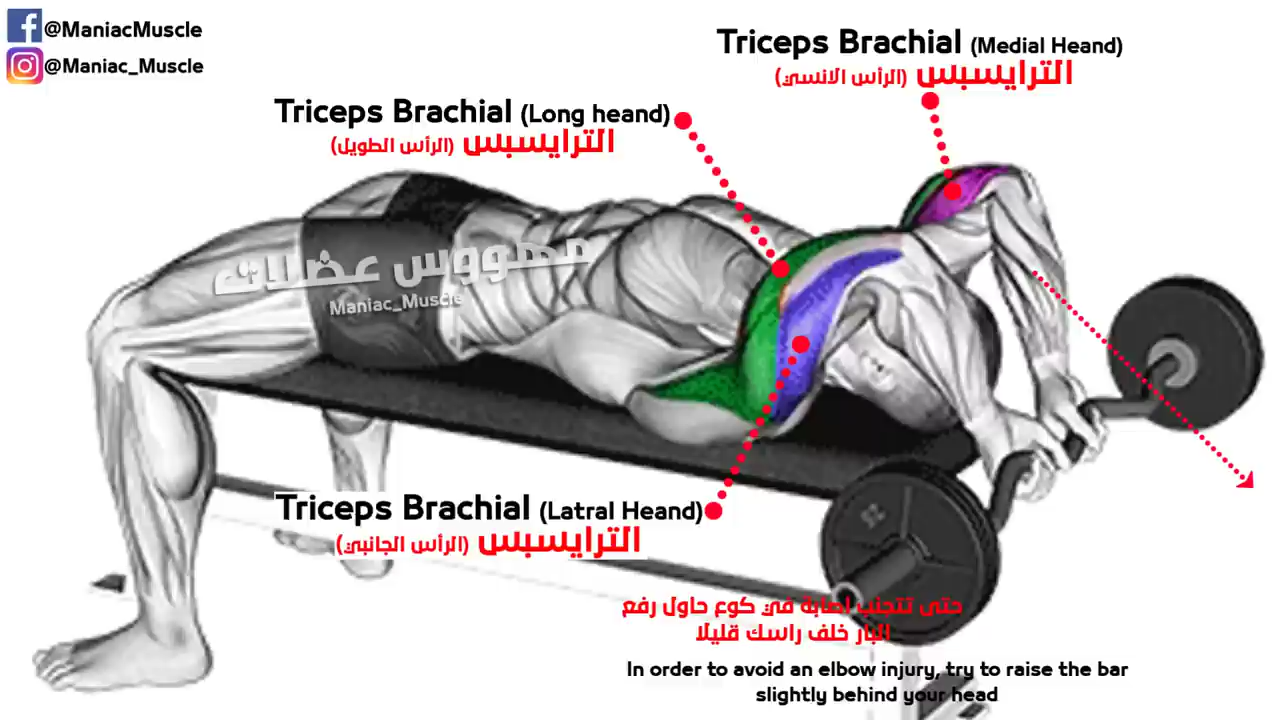 @ManiacMuscle
@Maniac_Muscle
Triceps Brachial (Medial Heand)
الترايسبس (الرأس الانسي)
Triceps Brachial (Long heand)
الترايسبس (الرأس الطويل)
مهووس عضلات
Maniac_Muscle
Triceps Brachial (Latral Heand)
الترايسبس (الرأس الجانبي)
حتى تتجنب اصابة في كوع حاول رفع
البار خلف راسك قليلا
In order to avoid an elbow injury, try to raise the bar
slightly behind your head